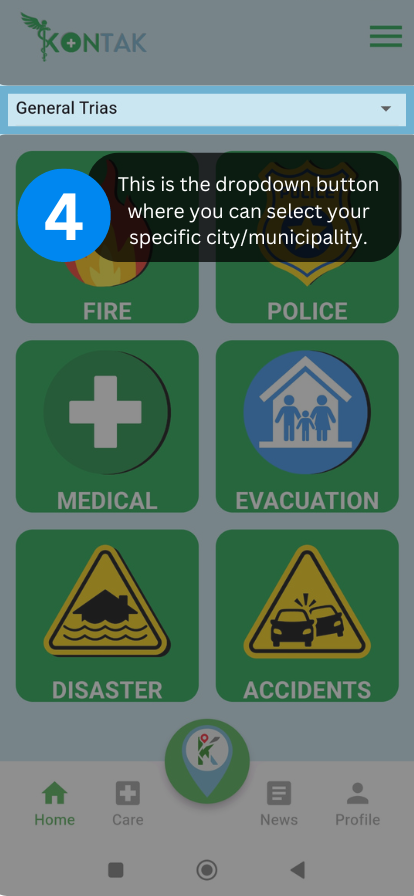 KONTAK
General Trias
4
This is the dropdown button
where you can select your
specific city/municipality.
FIRE
POLICE
MEDICAL
EVACUATION
DISASTER
ACCIDENTS
Home
Care
News
Profile